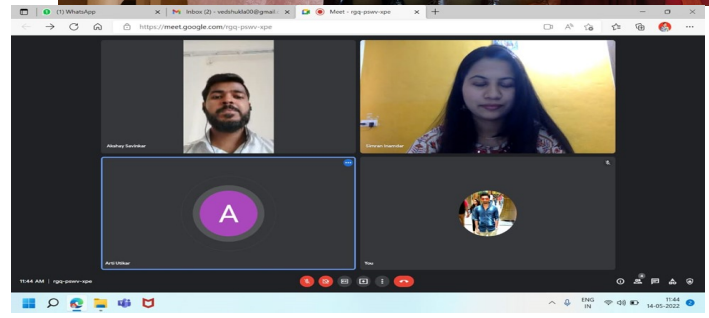 (1) WhatsApp
Inbox (2) - vedshukla00@gmail
Meet - rgq-pswv-xpe
https://meet.google.com/rgq-pswv-xpe
Akshay Savinkar
Simran Inamdar
A
Arti Utikar
You
11:44 AM | rgq-pswv-xpe
ENG
IN
11:44
14-05-2022